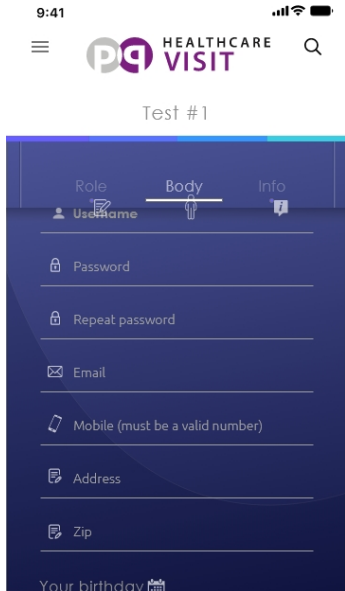 9:41
pq HEALTHCARE
VISIT
Test #1
Role Body Info
Username
Password
Repeat password
Email
Mobile (must be a valid number)
Address
Zip
Your birthday